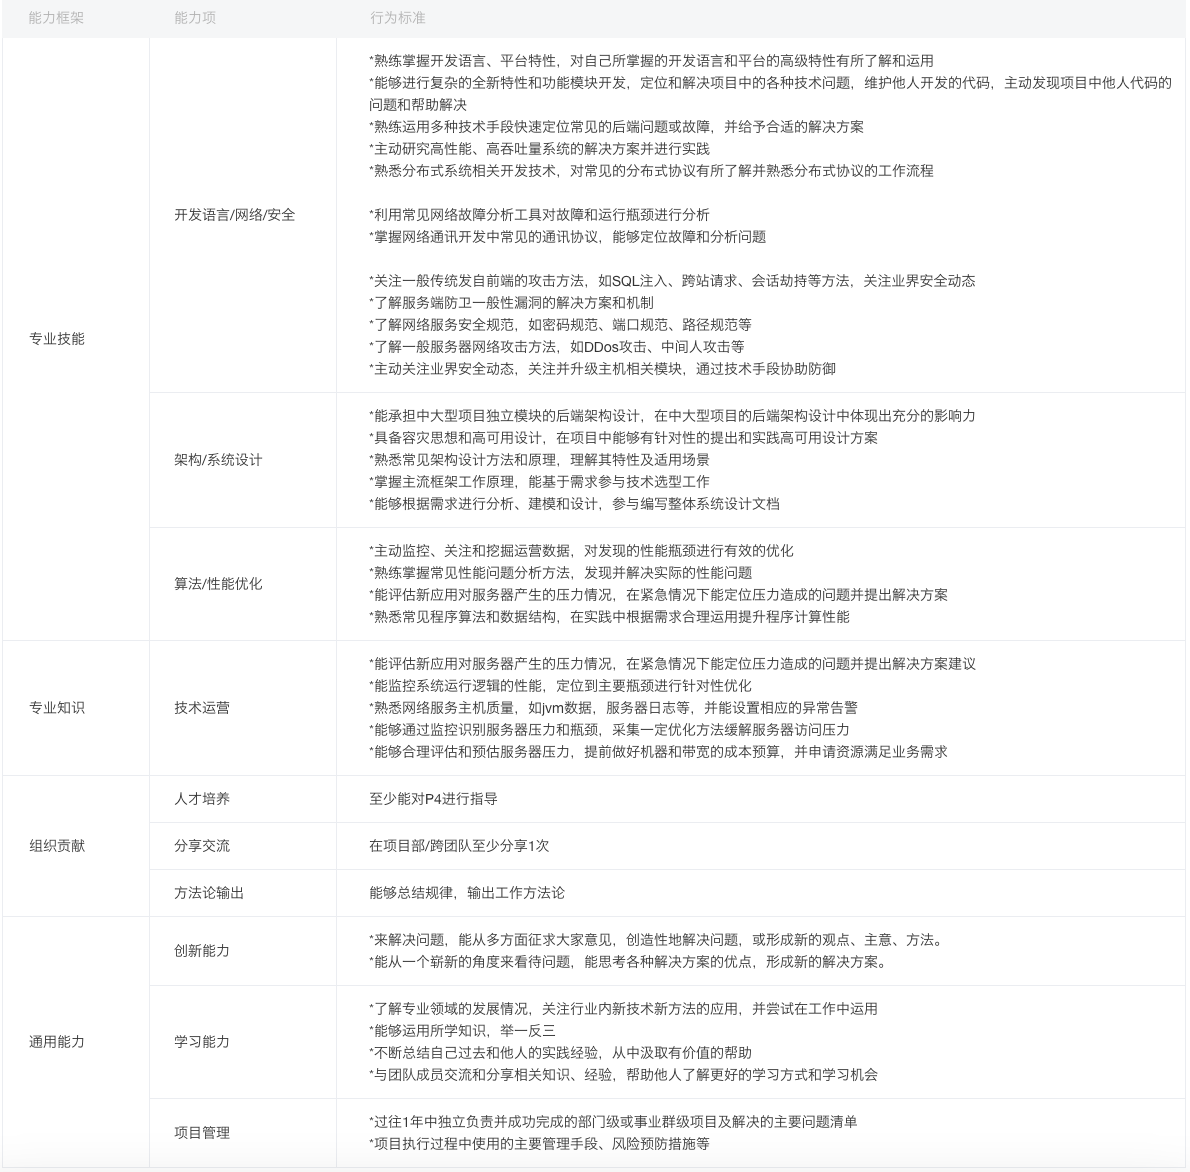 能力框架 能力项 行为标准
*熟练掌握开发语言、平台特性，对自己所掌握的开发语言和平台的高级特性有所了解和运用
*能够进行复杂的全新特性和功能模块开发，定位和解决项目中的各种技术问题，维护他人开发的代码，主动发现项目中他人代码的
问题和帮助解决
*熟练运用多种技术手段快速定位常见的后端问题或故障，并给予合适的解决方案
*主动研究高性能、高吞吐量系统的解决方案并进行实践
*熟悉分布式系统相关开发技术，对常见的分布式协议有所了解并熟悉分布式协议的工作流程
开发语言/网络/安全
*利用常见网络故障分析工具对故障和运行瓶颈进行分析
*掌握网络通讯开发中常见的通讯协议，能够定位故障和分析问题
*关注一般传统发自前端的攻击方法，如SQL注入、跨站请求、会话劫持等方法，关注业界安全动态
*了解服务端防卫一般性漏洞的解决方案和机制
*了解网络服务安全规范，如密码规范、端口规范、路径规范等
专业技能
*了解一般服务器网络攻击方法，如DDos攻击、中间人攻击等
*主动关注业界安全动态，关注并升级主机相关模块，通过技术手段协助防御
*能承担中大型项目独立模块的后端架构设计，在中大型项目的后端架构设计中体现出充分的影响力
*具备容灾思想和高可用设计，在项目中能够有针对性的提出和实践高可用设计方案
架构/系统设计
*熟悉常见架构设计方法和原理，理解其特性及适用场景
*掌握主流框架工作原理，能基于需求参与技术选型工作
*能够根据需求进行分析、建模和设计，参与编写整体系统设计文档
*主动监控、关注和挖掘运营数据，对发现的性能瓶颈进行有效的优化
*熟练掌握常见性能问题分析方法，发现并解决实际的性能问题
算法/性能优化
*能评估新应用对服务器产生的压力情况，在紧急情况下能定位压力造成的问题并提出解决方案
*熟悉常见程序算法和数据结构，在实践中根据需求合理运用提升程序计算性能
*能评估新应用对服务器产生的压力情况，在紧急情况下能定位压力造成的问题并提出解决方案建议
*能监控系统运行逻辑的性能，定位到主要瓶颈进行针对性优化
专业知识 技术运营
*熟悉网络服务主机质量，如jvm数据，服务器日志等，并能设置相应的异常告警
*能够通过监控识别服务器压力和瓶颈，采集一定优化方法缓解服务器访问压力
*能够合理评估和预估服务器压力，提前做好机器和带宽的成本预算，并申请资源满足业务需求
人才培养 至少能对P4进行指导
组织贡献 分享交流 在项目部/跨团队至少分享1次
方法论输出 能够总结规律，输出工作方法论
创新能力
*来解决问题，能从多方面征求大家意见，创造性地解决问题，或形成新的观点、主意、方法。
*能从一个崭新的角度来看待问题，能思考各种解决方案的优点，形成新的解决方案。
*了解专业领域的发展情况，关注行业内新技术新方法的应用，并尝试在工作中运用
*能够运用所学知识，举一反三
通用能力 学习能力
*不断总结自己过去和他人的实践经验，从中汲取有价值的帮助
*与团队成员交流和分享相关知识、经验，帮助他人了解更好的学习方式和学习机会
项目管理
*过往1年中独立负责并成功完成的部门级或事业群级项目及解决的主要问题清单
*项目执行过程中使用的主要管理手段、风险预防措施等